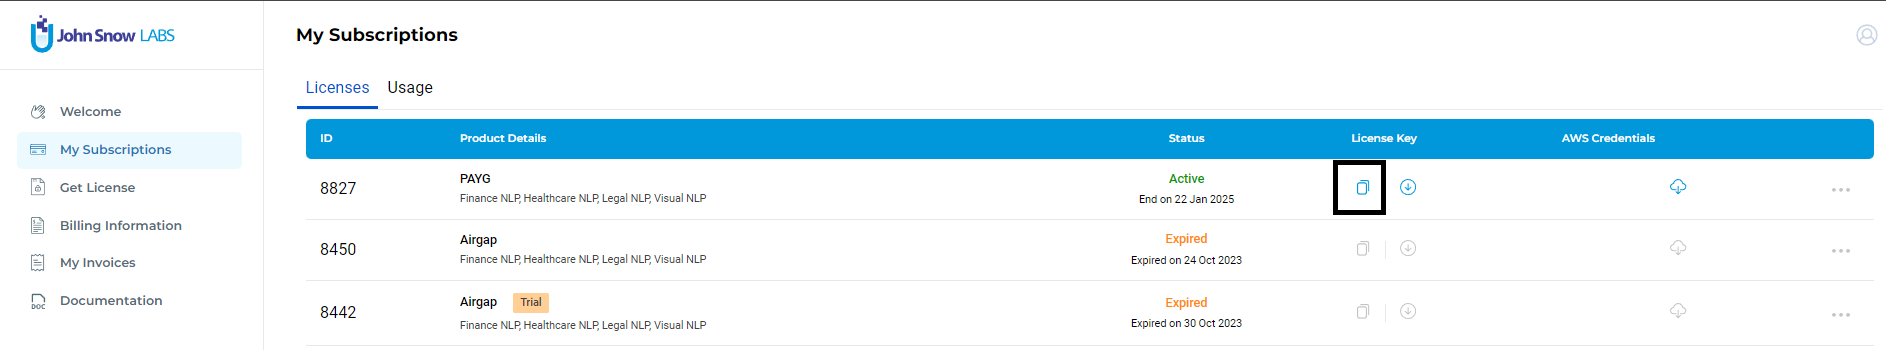 John Snow LABS
My Subscriptions
Welcome
My Subscriptions
Get License
Billing Information
My Invoices
DOC
Documentation
Licenses Usage
ID Product Details Status License Key AWS Credentials
8827
PAYG
Finance NLP, Healthcare NLP, Legal NLP, Visual NLP
Active
End on 22 Jan 2025
8450
Airgap
Finance NLP, Healthcare NLP, Legal NLP, Visual NLP
Expired
Expired on 24 Oct 2023
8442
Airgap Trial
Finance NLP, Healthcare NLP, Legal NLP, Visual NLP
Expired
Expired on 30 Oct 2023